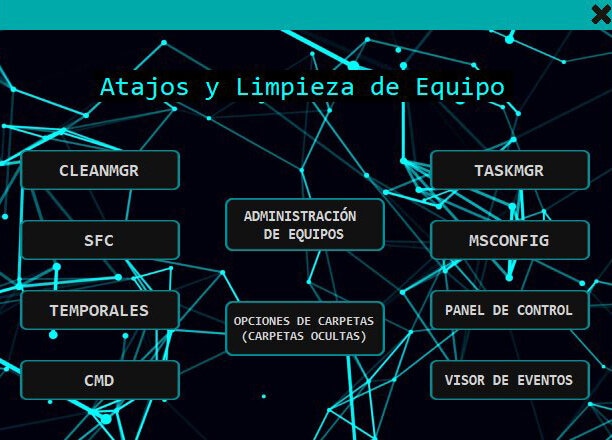 Atajos y Limpieza de Equipo
CLEANMGR
SFC
TEMPORALES
CMD
ADMINISTRACIÓN
DE EQUIPOS
OPCIONES DE CARPETAS
(CARPETAS OCULTAS)
TASKMGR
MSCONFIG
PANEL DE CONTROL
VISOR DE EVENTOS